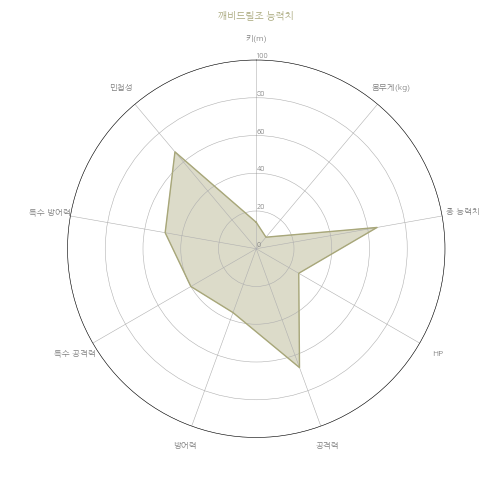 깨비드릴조 능력치
키(m)
100
민첩성
몸무게(kg)
80
60
40
특수 방어력
20
총 능력치
0
특수 공격력
HP
방어력
공격력